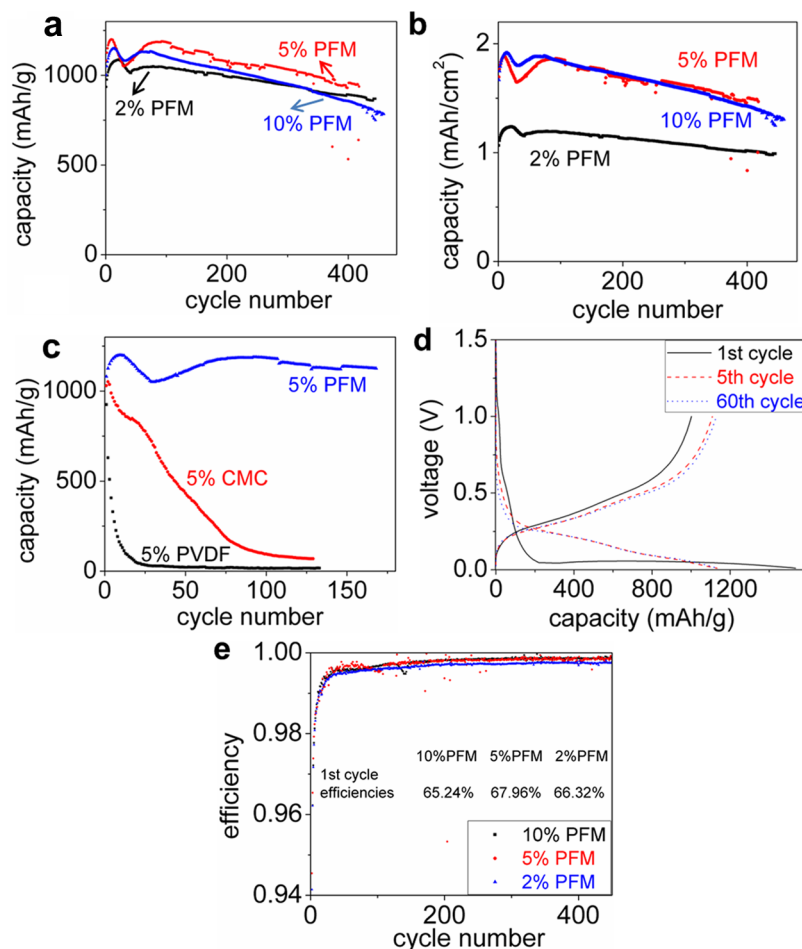 a
capacity (mAh/g)
1000
500
0
5% PFM
2% PFM
10% PFM
0
200
400
cycle number
b
capacity (mAh/cm²)
2
1
0
5% PFM
10% PFM
2% PFM
0
200
400
cycle number
c
capacity (mAh/g)
1000
500
0
5% PFM
5% CMC
5% PVDF
0
50
100
150
cycle number
d
voltage (V)
1.5
1.0
0.5
0.0
1st cycle
5th cycle
60th cycle
0
400
800
1200
capacity (mAh/g)
e
efficiency
1.00
0.98
0.96
0.94
10%PFM 5%PFM 2%PFM
1st cycle
efficiencies
65.24% 67.96% 66.32%
10% PFM
5% PFM
2% PFM
0
200
400
cycle number